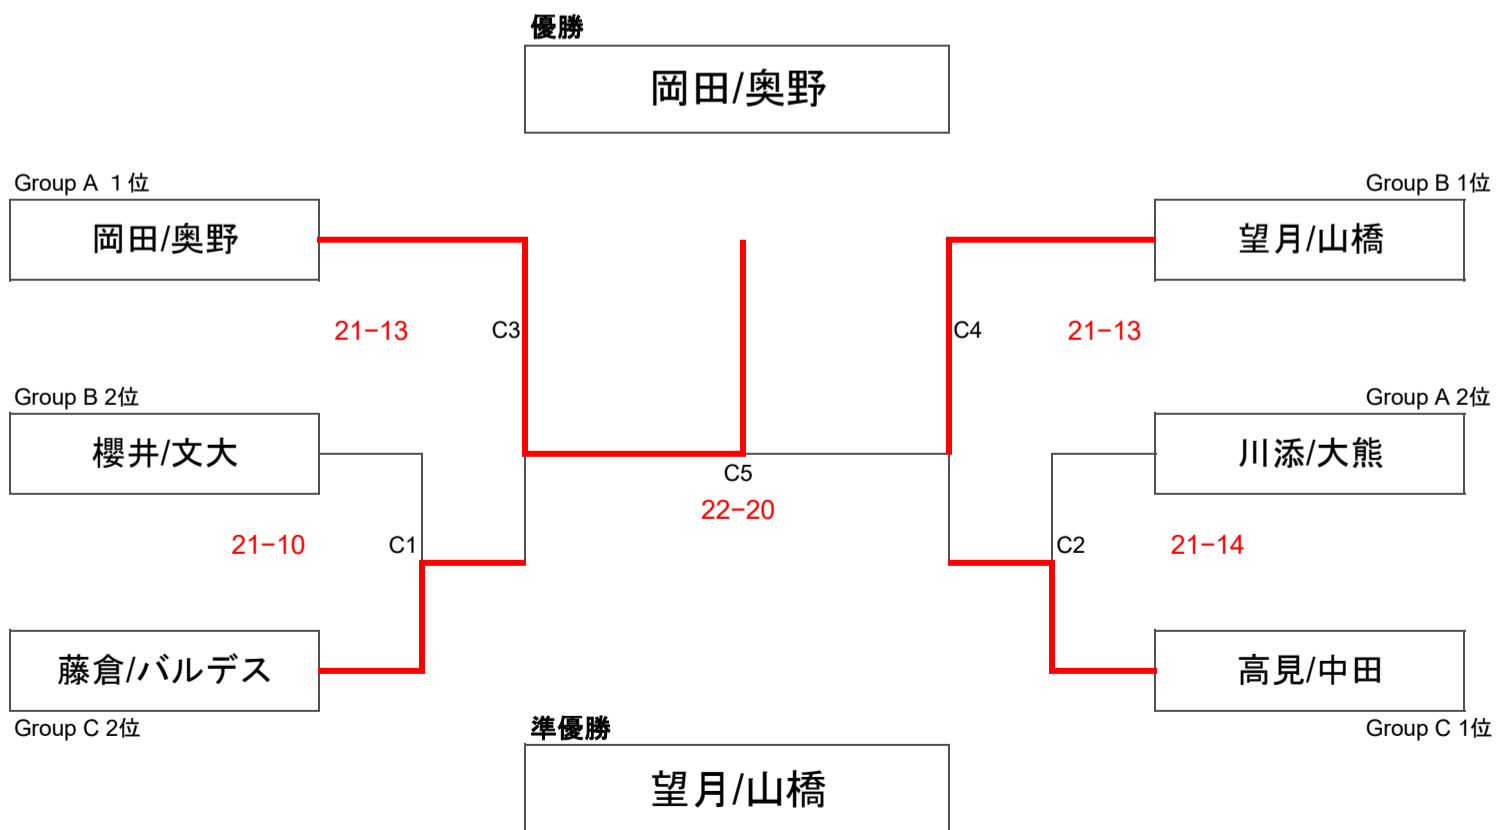 優勝
岡田/奥野
Group A １位
岡田/奥野
Group B 1位
望月/山橋
21−13
C3
C4
21−13
Group B 2位
櫻井/文大
Group A 2位
川添/大熊
C5
22−20
21−10
C1
C2
21−14
藤倉/バルデス
Group C 2位
高見/中田
Group C 1位
準優勝
望月/山橋